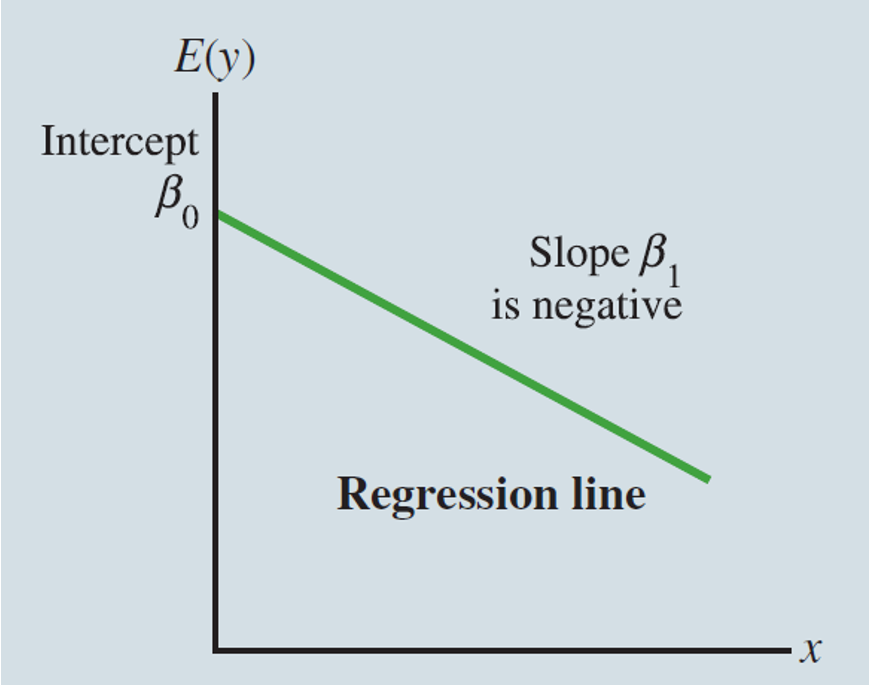 E(y)
Intercept
β₀
Slope β₁
is negative
Regression line
x